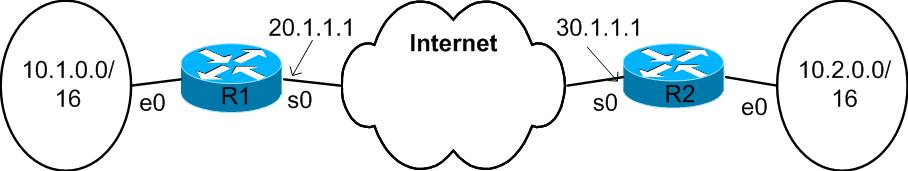 20.1.1.1
Internet
30.1.1.1
10.1.0.0/
16
e0
R1
s0
s0
R2
e0
10.2.0.0/
16